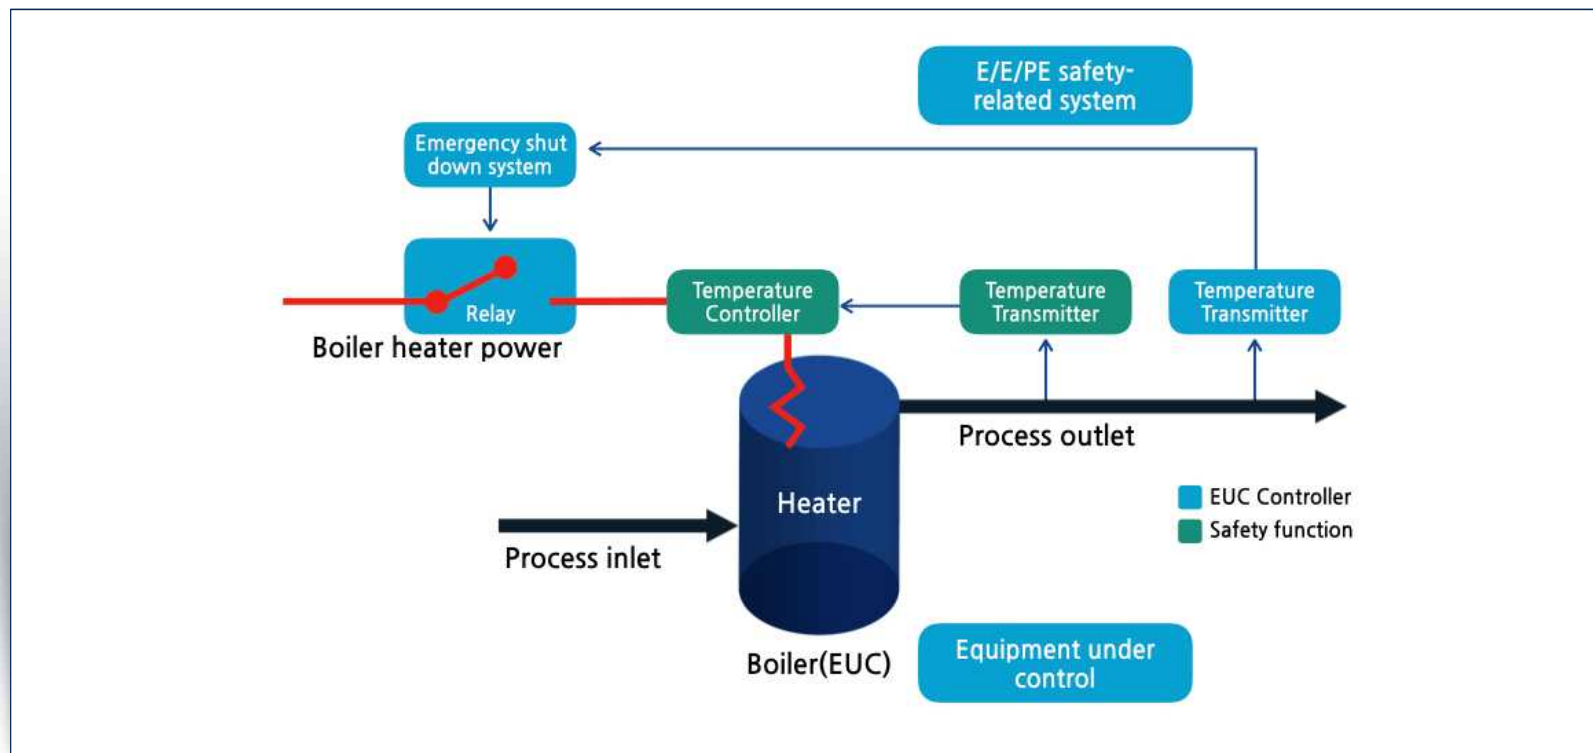 E/E/PE safety-
related system
Emergency shut
down system
Relay
Boiler heater power
Temperature
Controller
Temperature
Transmitter
Temperature
Transmitter
Process outlet
Heater
EUC Controller
Safety function
Process inlet
Boiler(EUC)
Equipment under
control